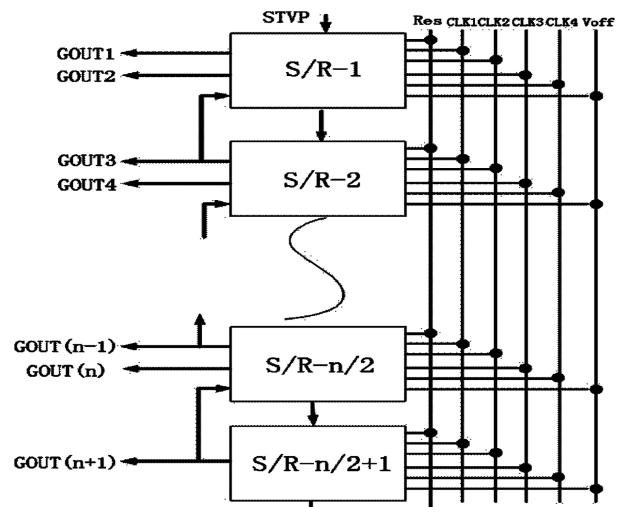 STVP
Res CLK1 CLK2 CLK3 CLK4 Voff
GOUT1
S/R-1
GOUT2
GOUT3
S/R-2
GOUT4
GOUT(n-1)
S/R-n/2
GOUT(n)
GOUT(n+1)
S/R-n/2+1